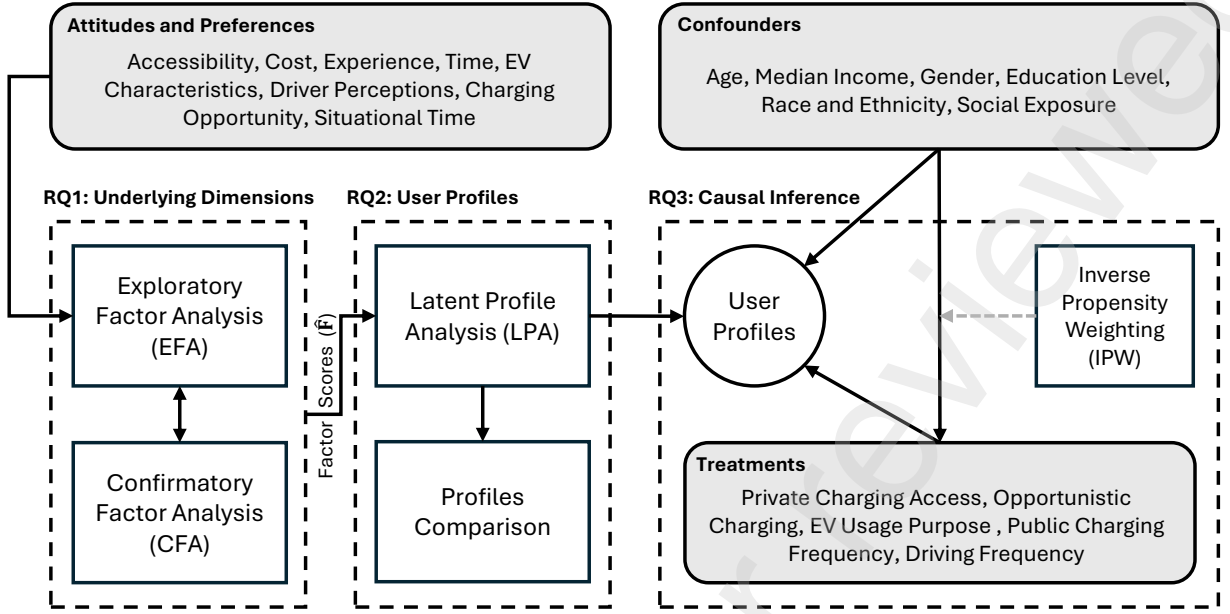 Attitudes and Preferences
Accessibility, Cost, Experience, Time, EV
Characteristics, Driver Perceptions, Charging
Opportunity, Situational Time
Confounders
Age, Median Income, Gender, Education Level,
Race and Ethnicity, Social Exposure
RQ1: Underlying Dimensions
Exploratory
Factor Analysis
(EFA)
Confirmatory
Factor Analysis
(CFA)
Factor Scores (F̂)
RQ2: User Profiles
Latent Profile
Analysis (LPA)
Profiles
Comparison
RQ3: Causal Inference
User
Profiles
Inverse
Propensity
Weighting
(IPW)
Treatments
Private Charging Access, Opportunistic
Charging, EV Usage Purpose , Public Charging
Frequency, Driving Frequency
r reviewe